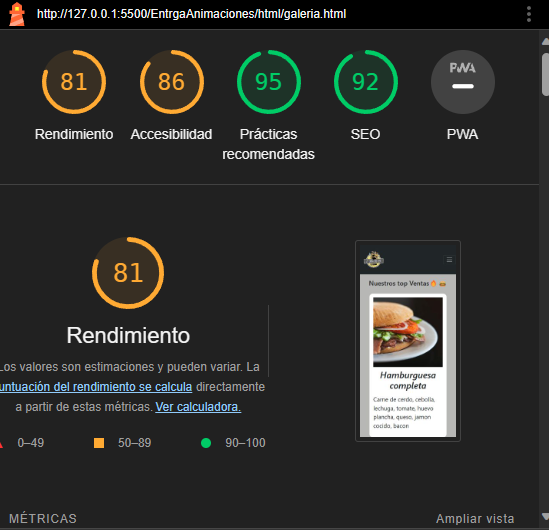 http://127.0.0.1:5500/EntrgaAnimaciones/html/galeria.html
81
86
95
92
PWA
Rendimiento
Accesibilidad
Prácticas
recomendadas
SEO
PWA
81
Rendimiento
Los valores son estimaciones y pueden variar. La
untuación del rendimiento se calcula directamente
a partir de estas métricas. Ver calculadora.
0–49
50–89
90–100
Nuestros top Ventas
Hamburguesa
completa
Carne de cerdo, cebolla,
lechuga, tomate, huevo
plancha, queso, jamon
cocido, bacon
MÉTRICAS
Ampliar vista